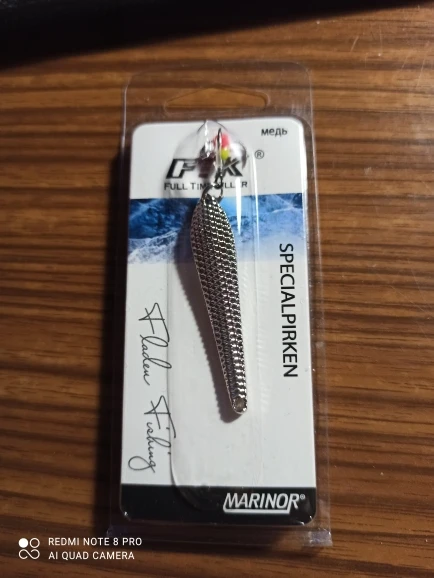 медь
FTK®
FULL TIME KILLER
SPECIALPIRKEN
Fladen Fishing
MARINOR®
REDMI NOTE 8 PRO
AI QUAD CAMERA